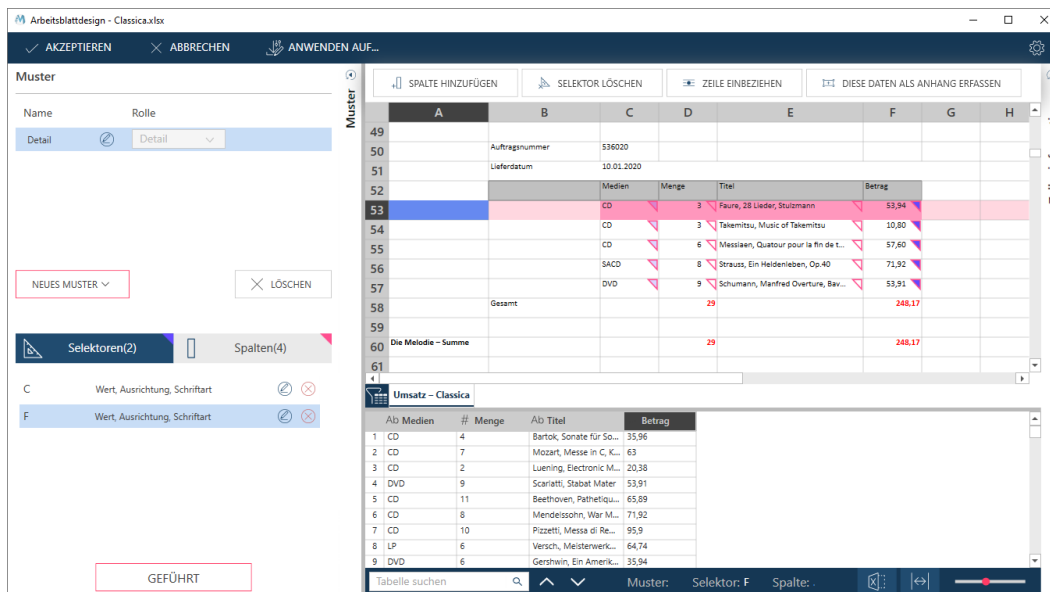 Arbeitsblattdesign - Classica.xlsx
AKZEPTIEREN ABBRECHEN ANWENDEN AUF...
Muster
Name Rolle
Detail Detail
NEUES MUSTER LÖSCHEN
Selektoren(2) Spalten(4)
C Wert, Ausrichtung, Schriftart
F Wert, Ausrichtung, Schriftart
GEFÜHRT
Muster
SPALTE HINZUFÜGEN SELEKTOR LÖSCHEN ZEILE EINBEZIEHEN DIESE DATEN ALS ANHANG ERFASSEN
A B C D E F G H
49
50 Auftragsnummer 536020
51 Lieferdatum 10.01.2020
52 Medien Menge Titel Betrag
53 CD 3 Faure, 28 Lieder, Stulzmann 53,94
54 CD 3 Takemitsu, Music of Takemitsu 10,80
55 CD 6 Messiaen, Quatour pour la fin de t... 57,60
56 SACD 8 Strauss, Ein Heldenleben, Op.40 71,92
57 DVD 9 Schumann, Manfred Overture, Bav... 53,91
58 Gesamt 29 248,17
59
60 Die Melodie – Summe 29 248,17
61
Umsatz – Classica
Ab Medien # Menge Ab Titel Betrag
1 CD 4 Bartok, Sonate für So... 35,96
2 CD 7 Mozart, Messe in C, K... 63
3 CD 2 Luening, Electronic M... 20,38
4 DVD 9 Scarlatti, Stabat Mater 53,91
5 CD 11 Beethoven, Pathetiqu... 65,89
6 CD 8 Mendelssohn, War M... 71,92
7 CD 10 Pizzetti, Messa di Re... 95,9
8 LP 6 Versch., Meisterwerk... 64,74
9 DVD 6 Gershwin, Ein Amerik... 35,94
Tabelle suchen Muster: Selektor: F Spalte: .